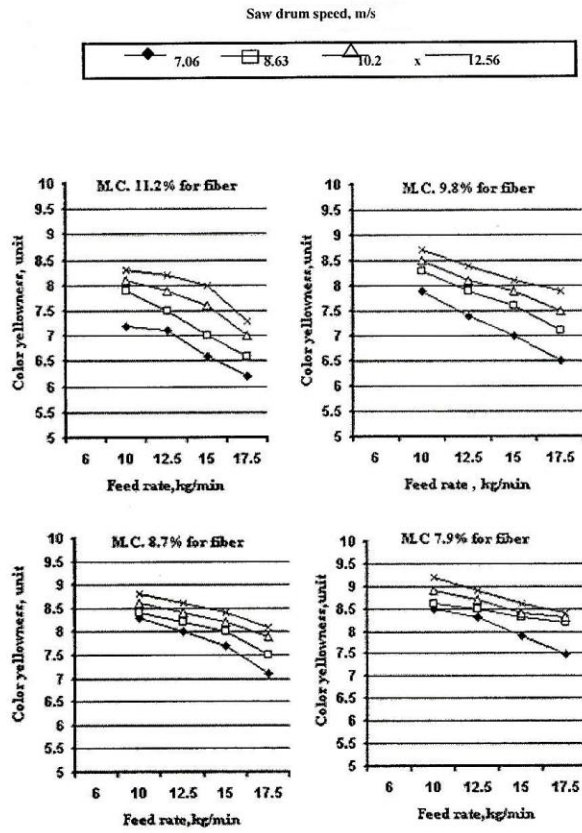 Saw drum speed, m/s
7.06 8.63 10.2 x 12.56
M.C. 11.2% for fiber
Color yellowness, unit
10
9.5
9
8.5
8
7.5
7
6.5
6
5.5
5
6 10 12.5 15 17.5
Feed rate,kg/min
M.C. 9.8% for fiber
Color yellowness, unit
10
9.5
9
8.5
8
7.5
7
6.5
6
5.5
5
6 10 12.5 15 17.5
Feed rate , kg/min
M.C. 8.7% for fiber
Color yellowness, unit
10
9.5
9
8.5
8
7.5
7
6.5
6
5.5
5
6 10 12.5 15 17.5
Feed rate,kg/min
M.C 7.9% for fiber
Color yellowness,unit
10
9.5
9
8.5
8
7.5
7
6.5
6
5.5
5
6 10 12.5 15 17.5
Feed rate,kg/min